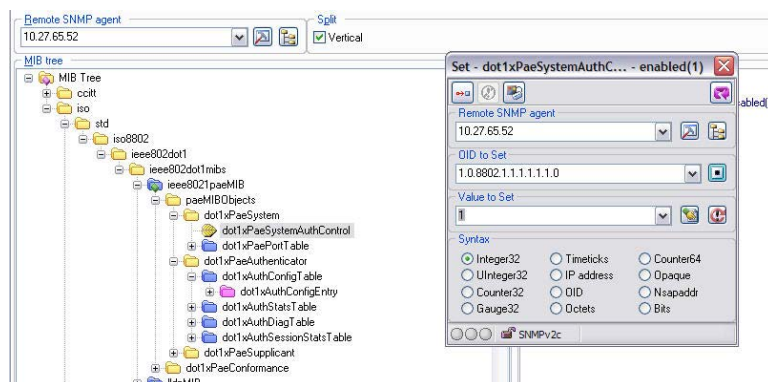 Remote SNMP agent
10.27.65.52
Split
Vertical
MIB tree
MIB Tree
ccitt
iso
std
iso8802
ieee802dot1
ieee802dot1mibs
ieee8021paeMIB
paeMIBObjects
dot1xPaeSystem
dot1xPaeSystemAuthControl
dot1xPaePortTable
dot1xPaeAuthenticator
dot1xAuthConfigTable
dot1xAuthConfigEntry
dot1xAuthStatsTable
dot1xAuthDiagTable
dot1xAuthSessionStatsTable
dot1xPaeSupplicant
dot1xPaeConformance
lldpMIB
Set - dot1xPaeSystemAuthC... - enabled(1)
Remote SNMP agent
10.27.65.52
OID to Set
1.0.8802.1.1.1.1.1.1.0
Value to Set
1
Syntax
Integer32 Timeticks Counter64
UInteger32 IP address Opaque
Counter32 OID Nsapaddr
Gauge32 Octets Bits
SNMPv2c